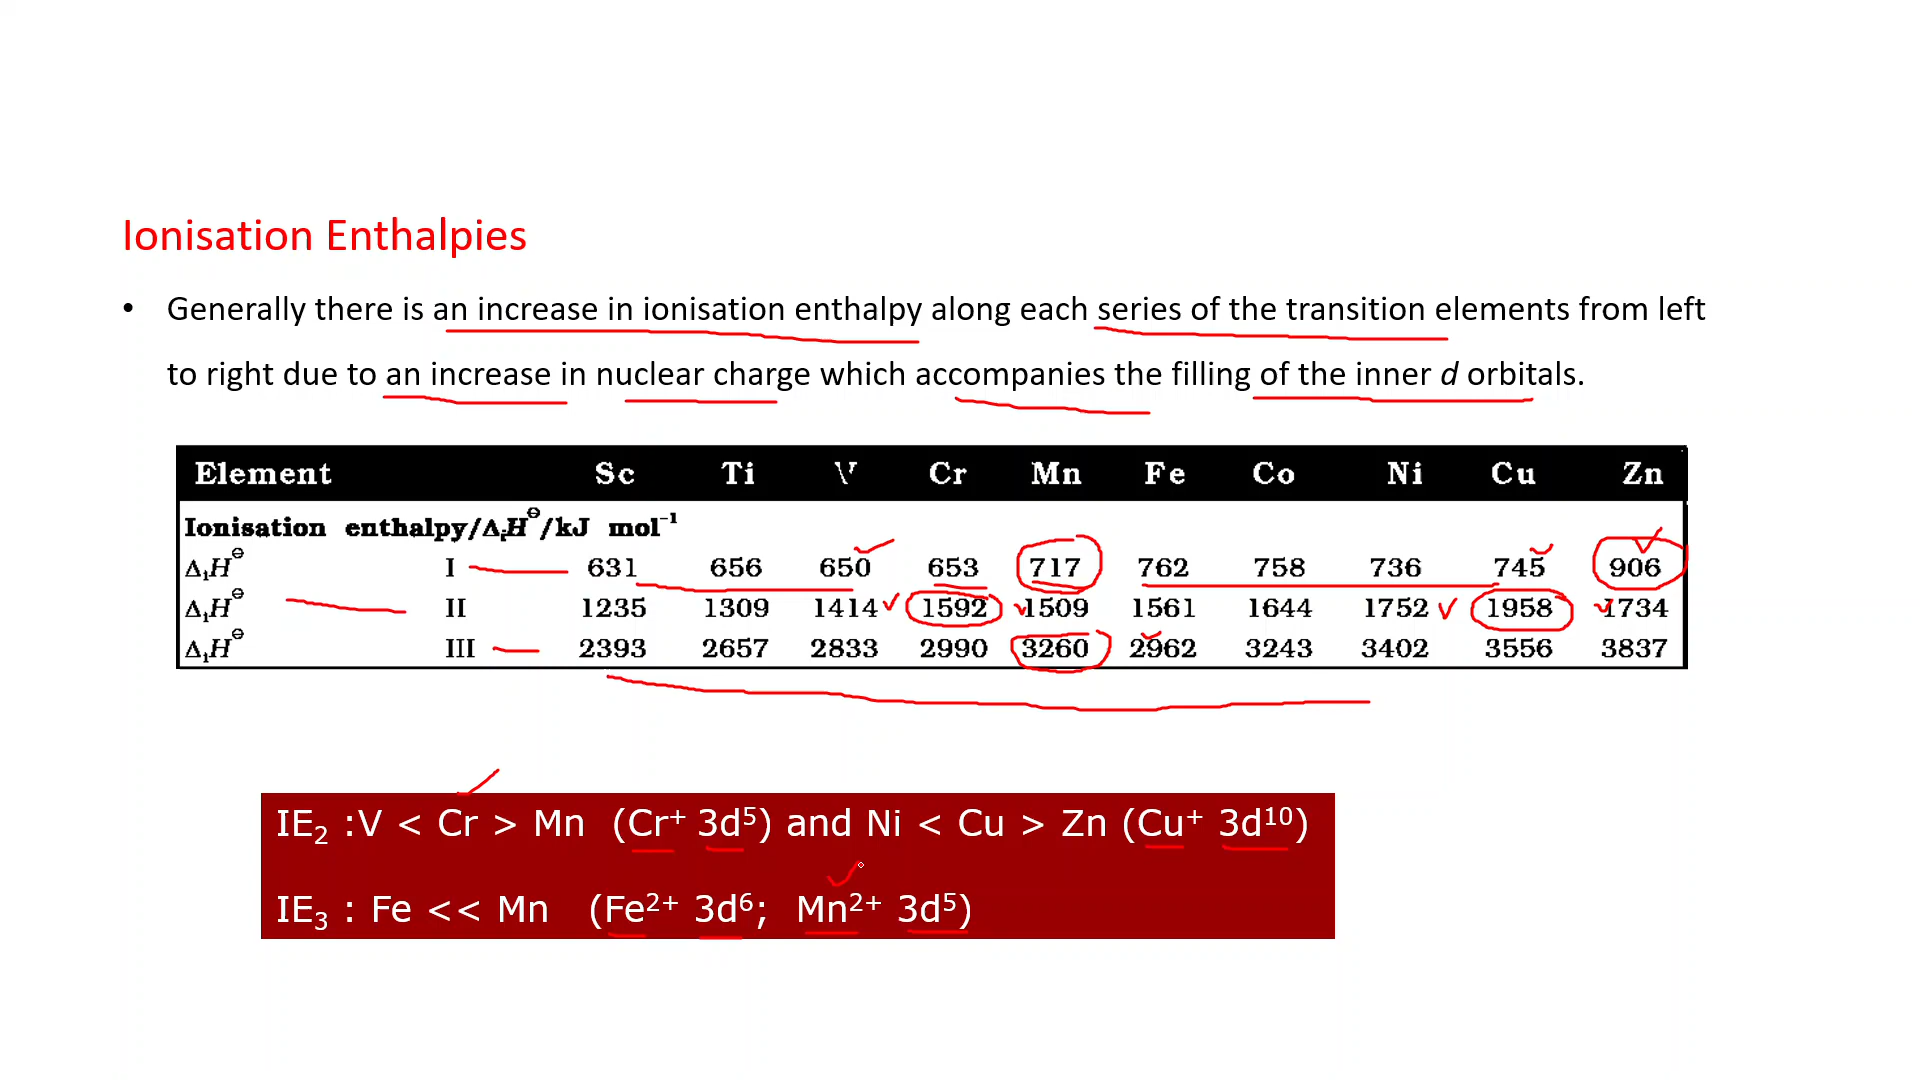 Ionisation Enthalpies
• Generally there is an increase in ionisation enthalpy along each series of the transition elements from left
to right due to an increase in nuclear charge which accompanies the filling of the inner d orbitals.
Element Sc Ti V Cr Mn Fe Co Ni Cu Zn
Ionisation enthalpy/ΔᵢH⊖/kJ mol⁻¹
ΔᵢH⊖ I 631 656 650 653 717 762 758 736 745 906
ΔᵢH⊖ II 1235 1309 1414 1592 1509 1561 1644 1752 1958 1734
ΔᵢH⊖ III 2393 2657 2833 2990 3260 2962 3243 3402 3556 3837
IE₂ :V < Cr > Mn (Cr⁺ 3d⁵) and Ni < Cu > Zn (Cu⁺ 3d¹⁰)
IE₃ : Fe << Mn (Fe²⁺ 3d⁶; Mn²⁺ 3d⁵)